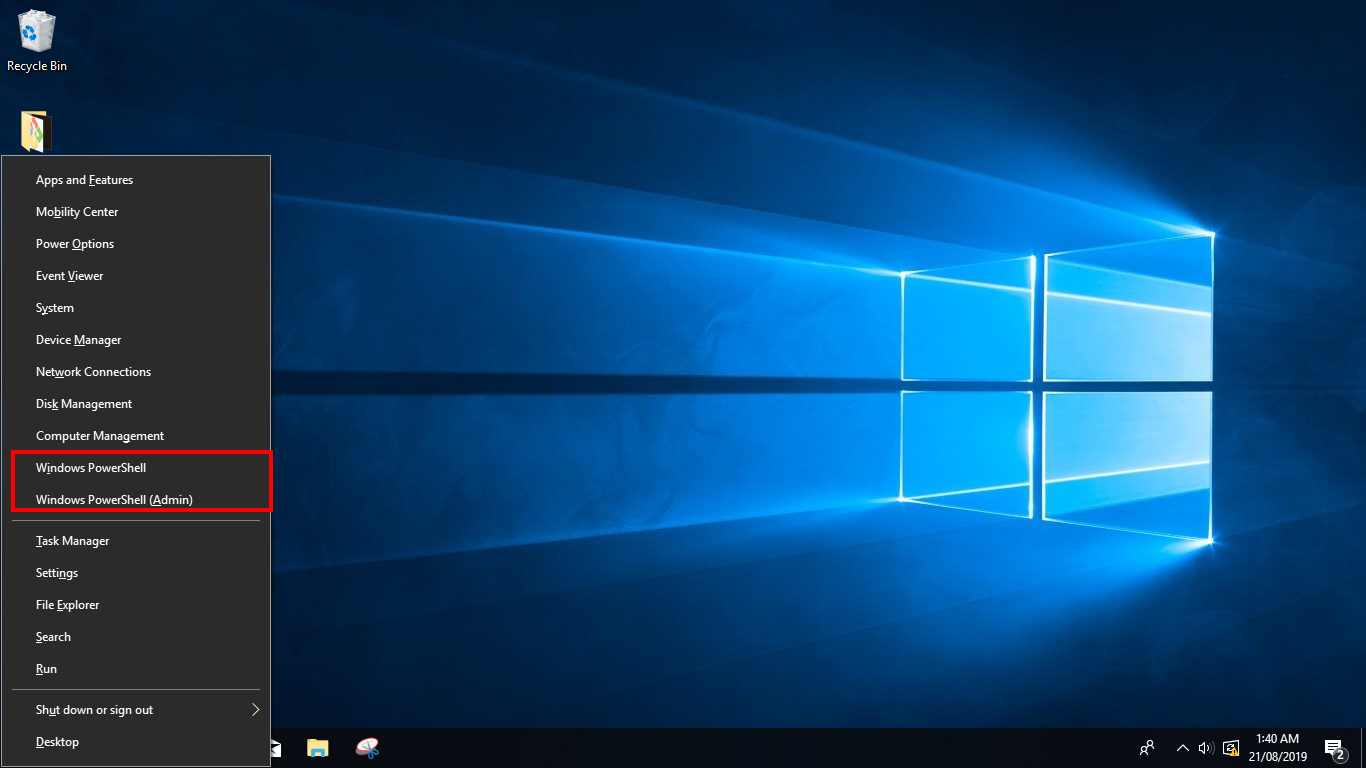 Recycle Bin
Apps and Features
Mobility Center
Power Options
Event Viewer
System
Device Manager
Network Connections
Disk Management
Computer Management
Windows PowerShell
Windows PowerShell (Admin)
Task Manager
Settings
File Explorer
Search
Run
Shut down or sign out
Desktop
1:40 AM
21/08/2019
2